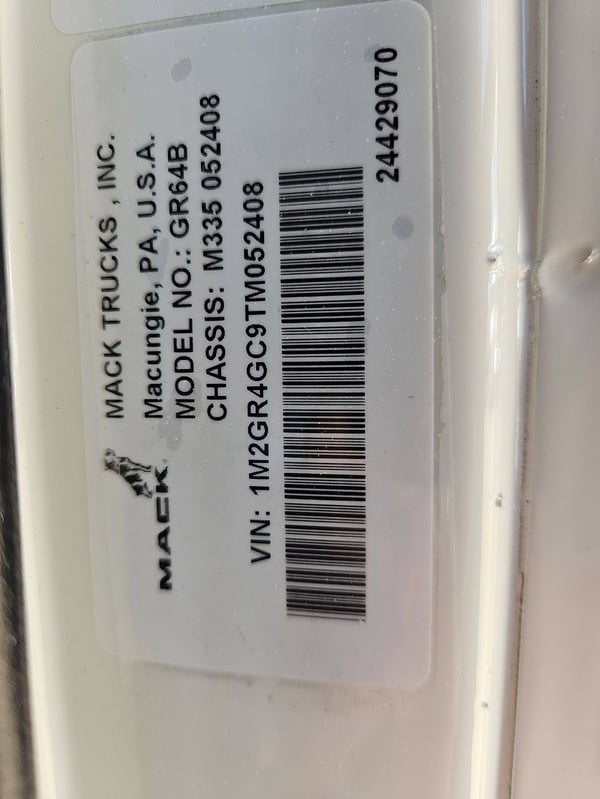 MACK
MACK TRUCKS , INC.
Macungie, PA, U.S.A.
MODEL NO.: GR64B
CHASSIS: M335 052408
VIN: 1M2GR4GC9TM052408
24429070